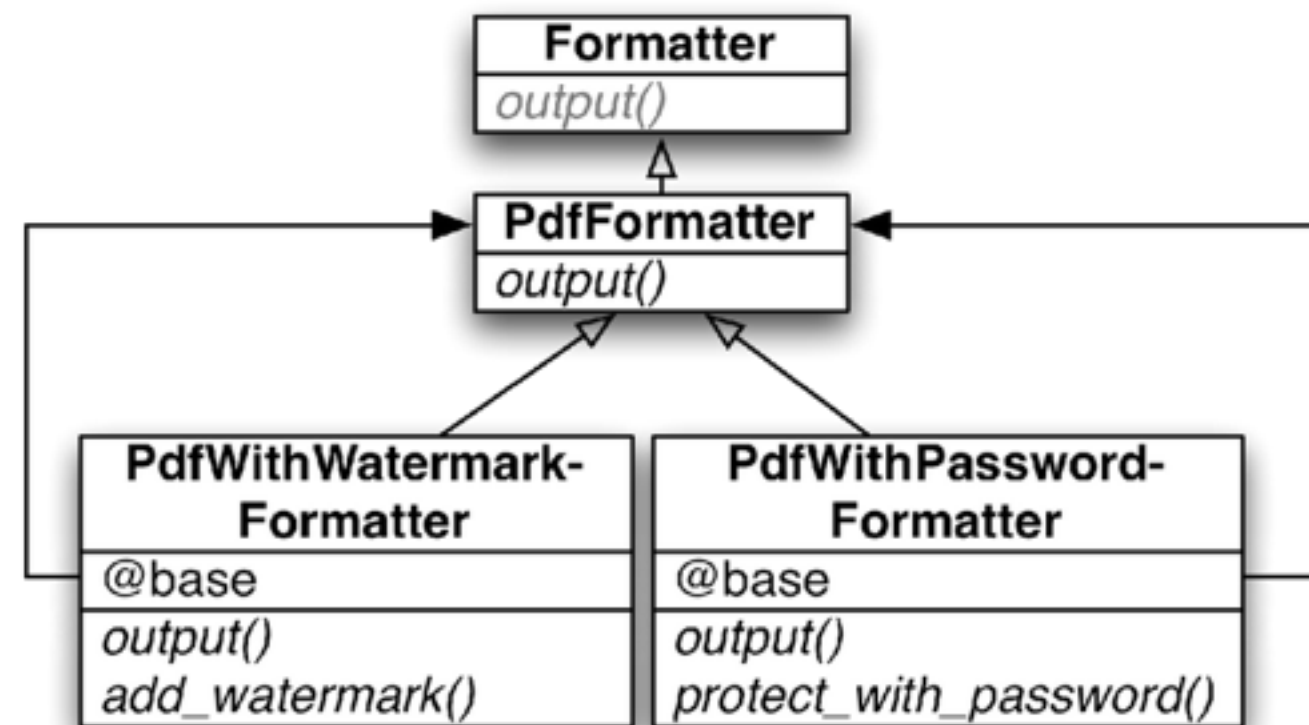 Formatter
output()
PdfFormatter
output()
PdfWithWatermark-
Formatter
@base
output()
add_watermark()
PdfWithPassword-
Formatter
@base
output()
protect_with_password()